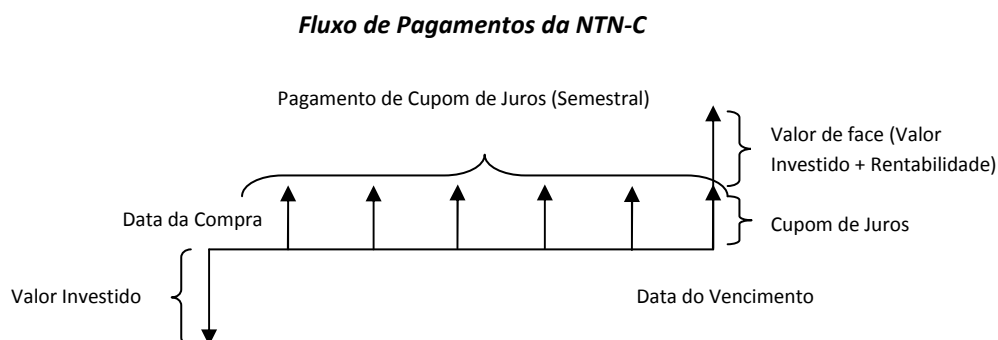 Fluxo de Pagamentos da NTN-C
Pagamento de Cupom de Juros (Semestral)
Valor de face (Valor
Investido + Rentabilidade)
Data da Compra
Cupom de Juros
Valor Investido
Data do Vencimento